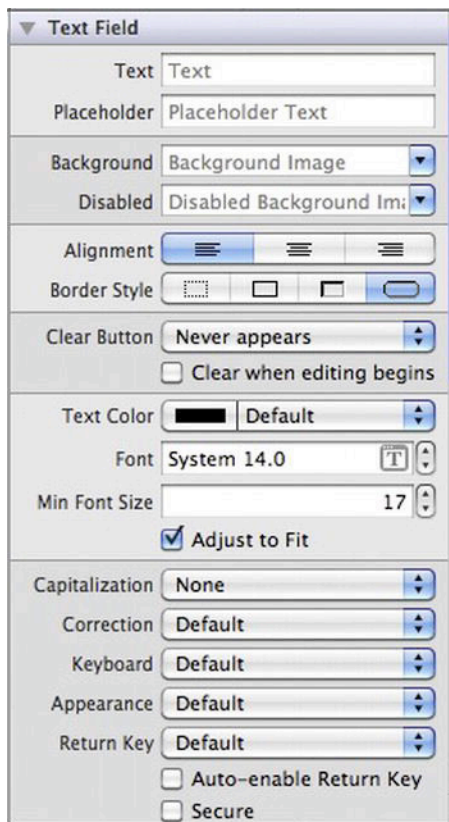 Text Field
Text Text
Placeholder Placeholder Text
Background Background Image
Disabled Disabled Background Ima
Alignment
Border Style
Clear Button Never appears
Clear when editing begins
Text Color Default
Font System 14.0 T
Min Font Size 17
Adjust to Fit
Capitalization None
Correction Default
Keyboard Default
Appearance Default
Return Key Default
Auto-enable Return Key
Secure